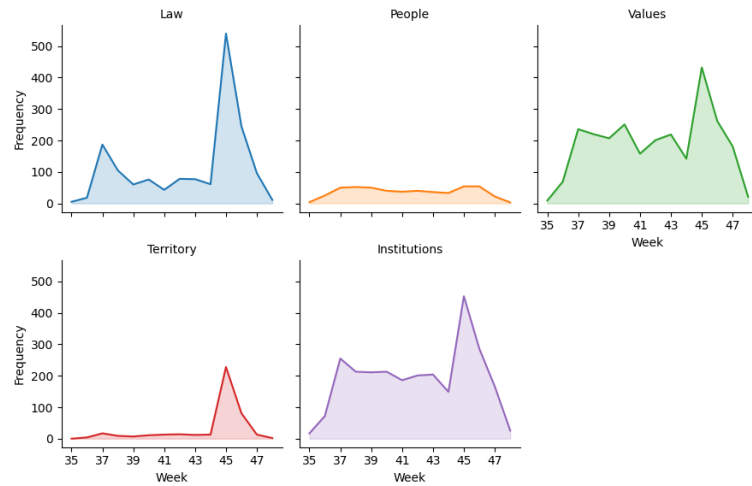 Law
People
Values
500
400
300
200
100
0
Frequency
35 37 39 41 43 45 47
Week
Territory
Institutions
500
400
300
200
100
0
Frequency
35 37 39 41 43 45 47
Week
35 37 39 41 43 45 47
Week